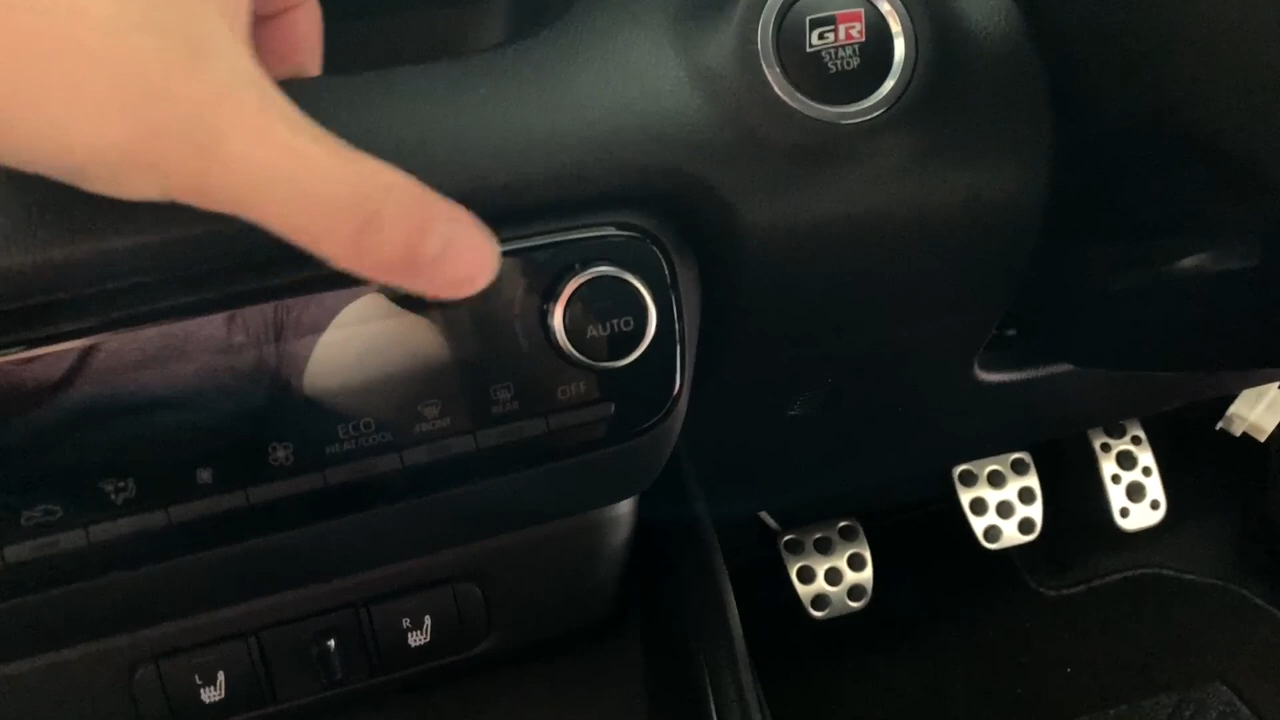 GR
START
STOP
AUTO
OFF
REAR
FRONT
ECO
HEAT/COOL
R
L